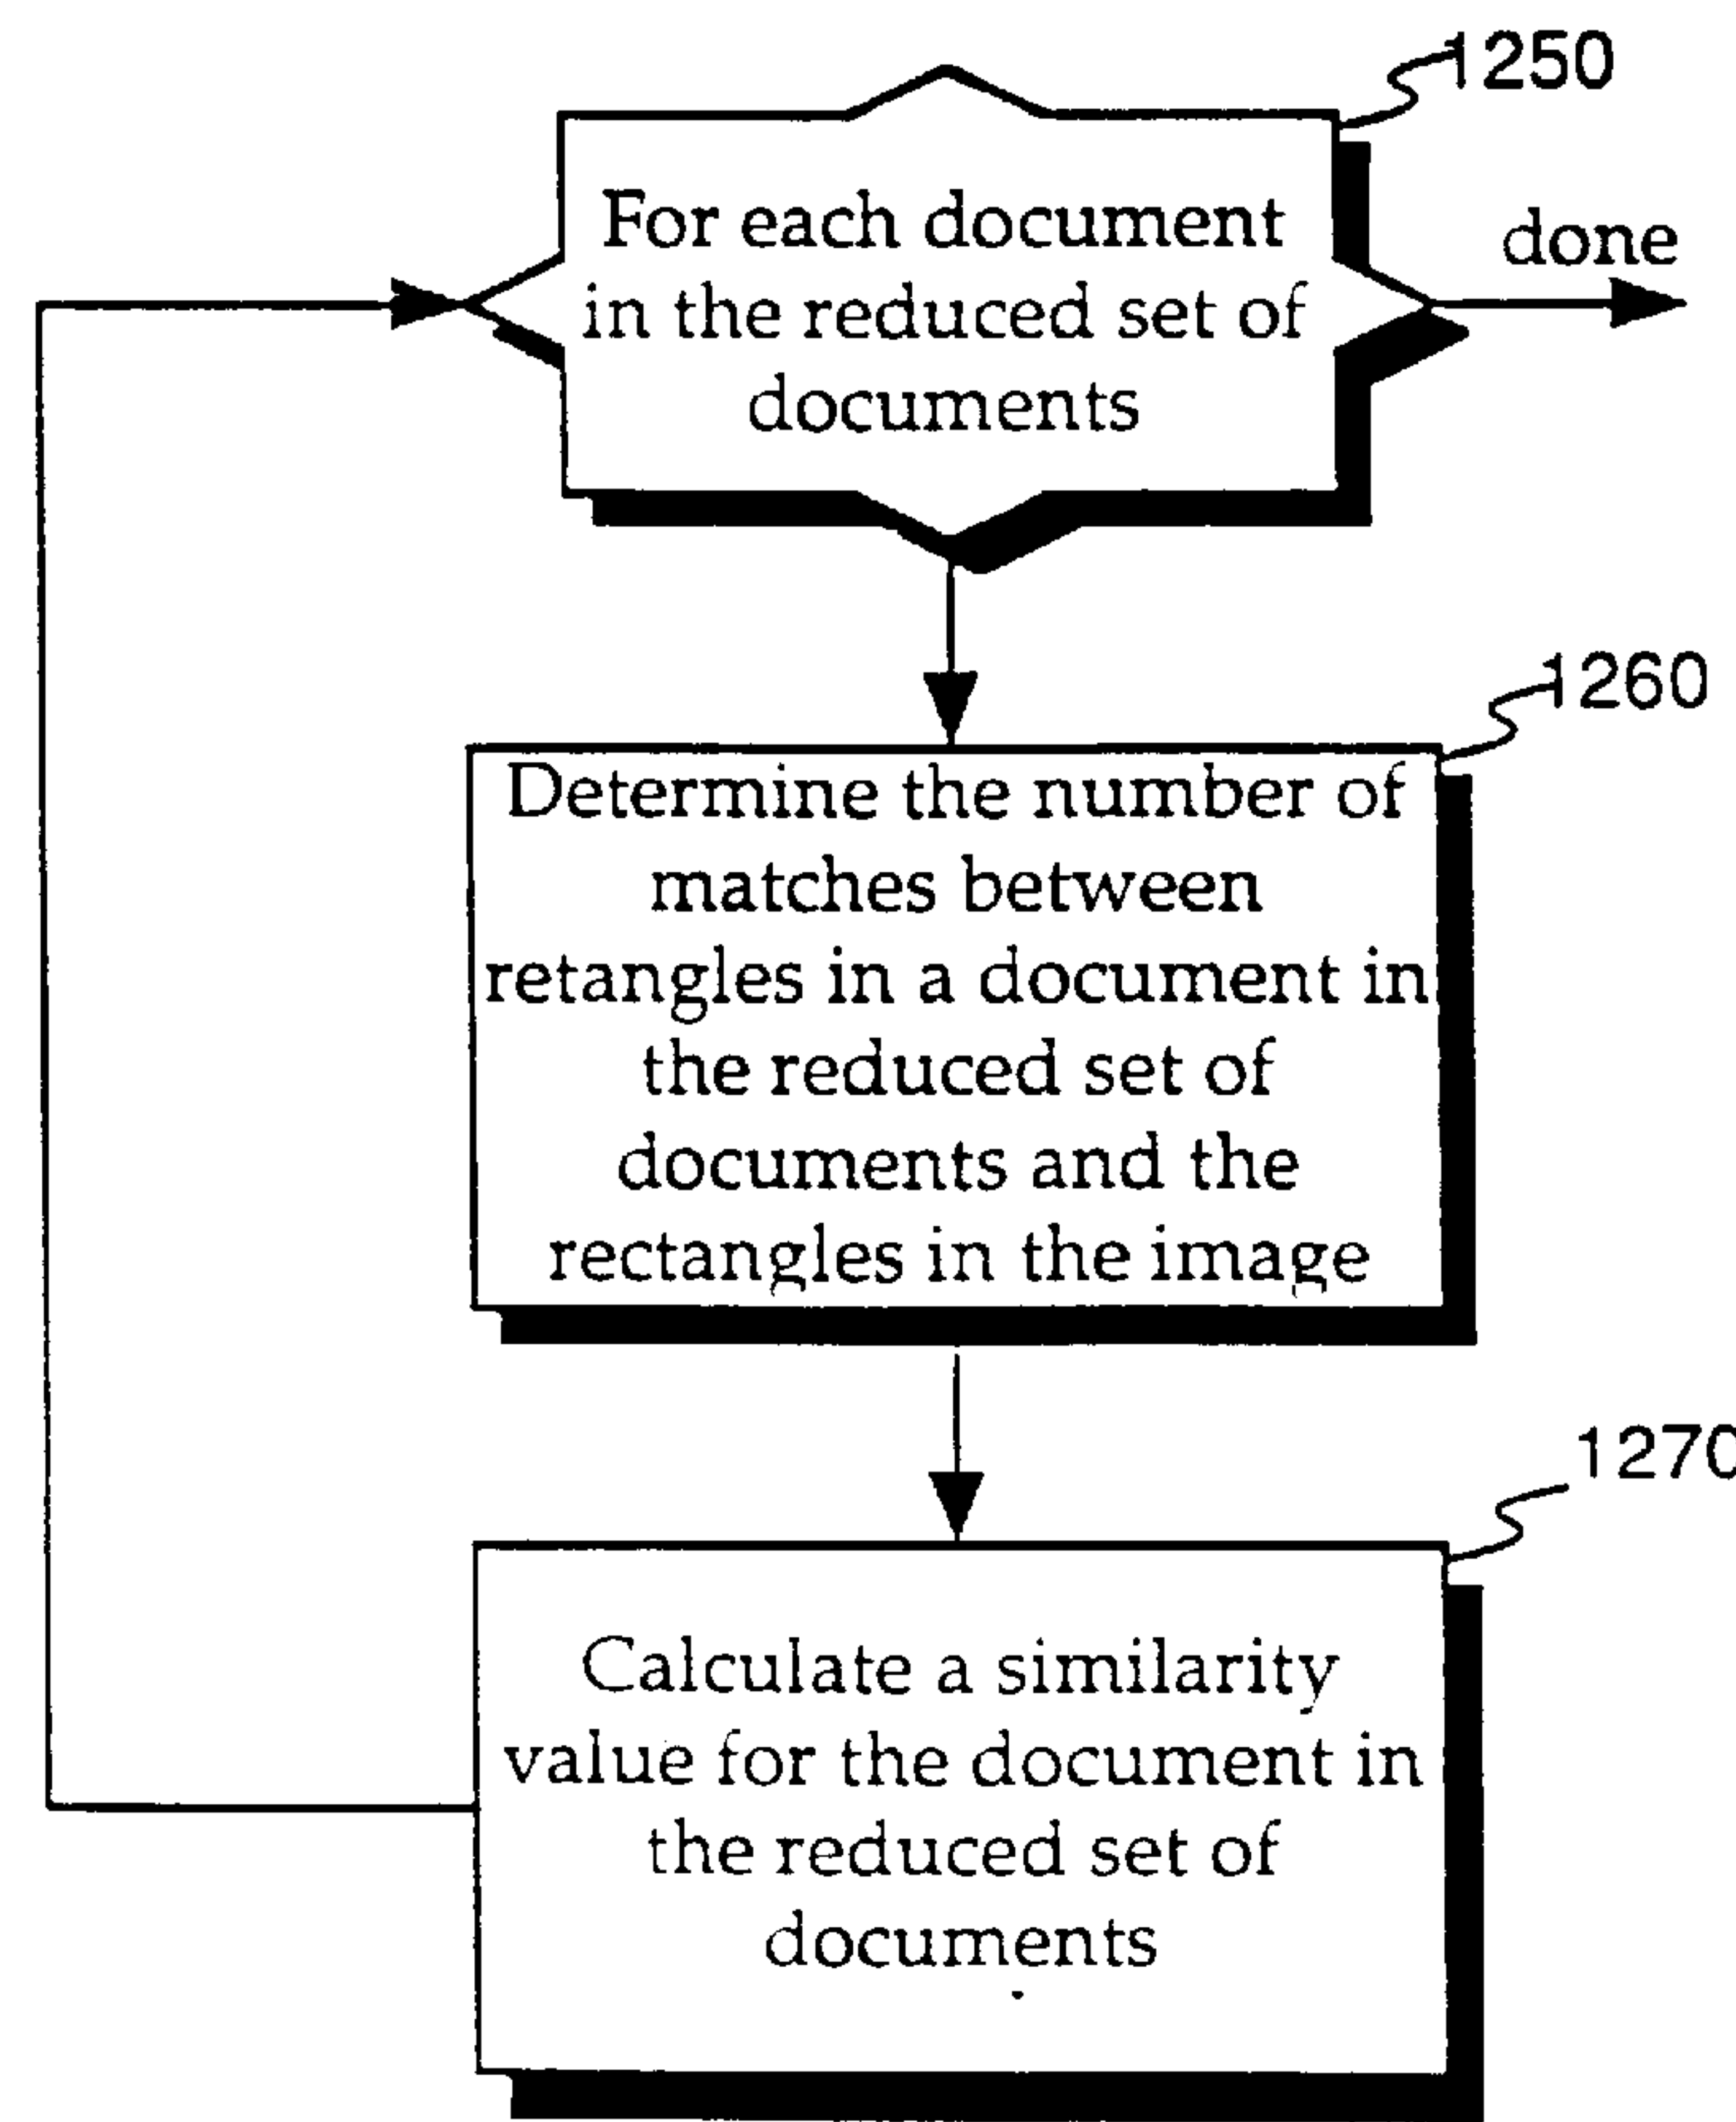 1250
For each document
in the reduced set of
documents
done
1260
Determine the number of
matches between
retangles in a document in
the reduced set of
documents and the
rectangles in the image
1270
Calculate a similarity
value for the document in
the reduced set of
documents